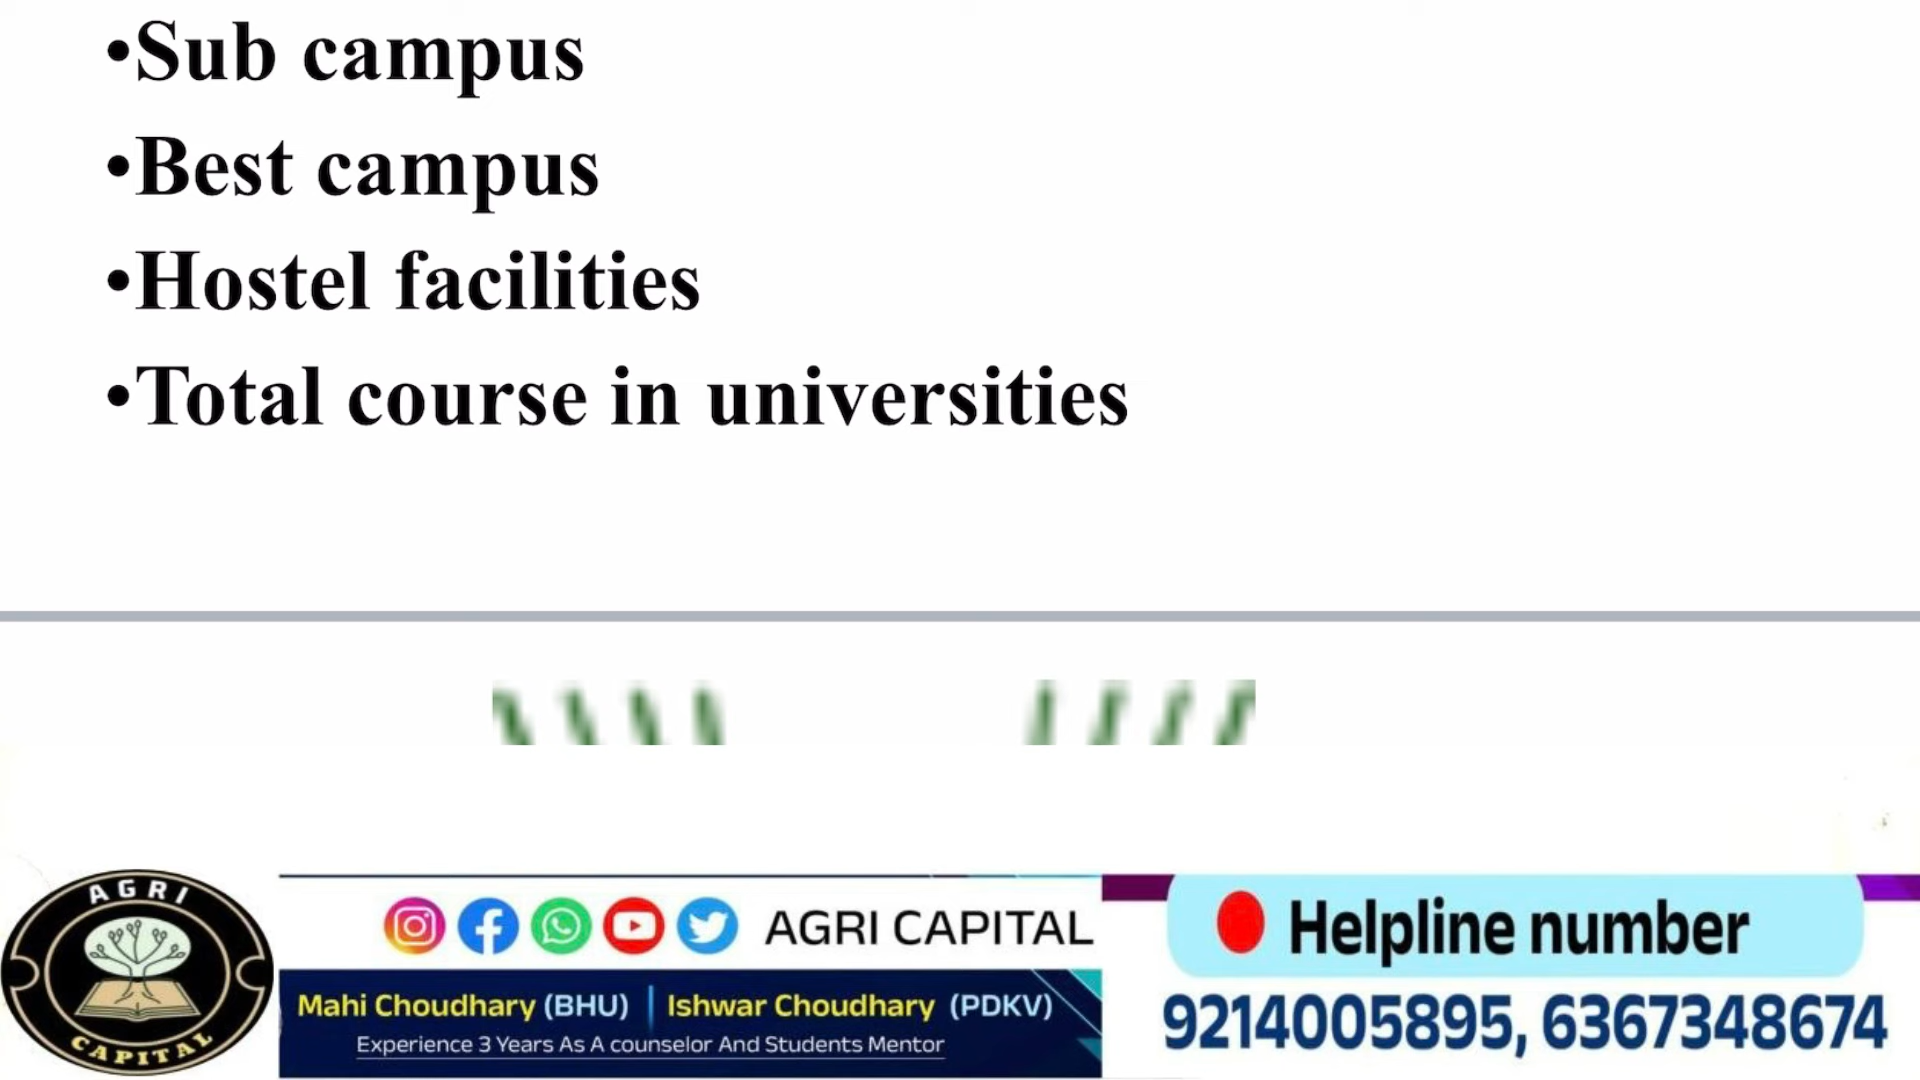 •Sub campus
•Best campus
•Hostel facilities
•Total course in universities
AGRI
CAPITAL
AGRI CAPITAL
Mahi Choudhary (BHU) | Ishwar Choudhary (PDKV)
Experience 3 Years As A counselor And Students Mentor
Helpline number
9214005895, 6367348674